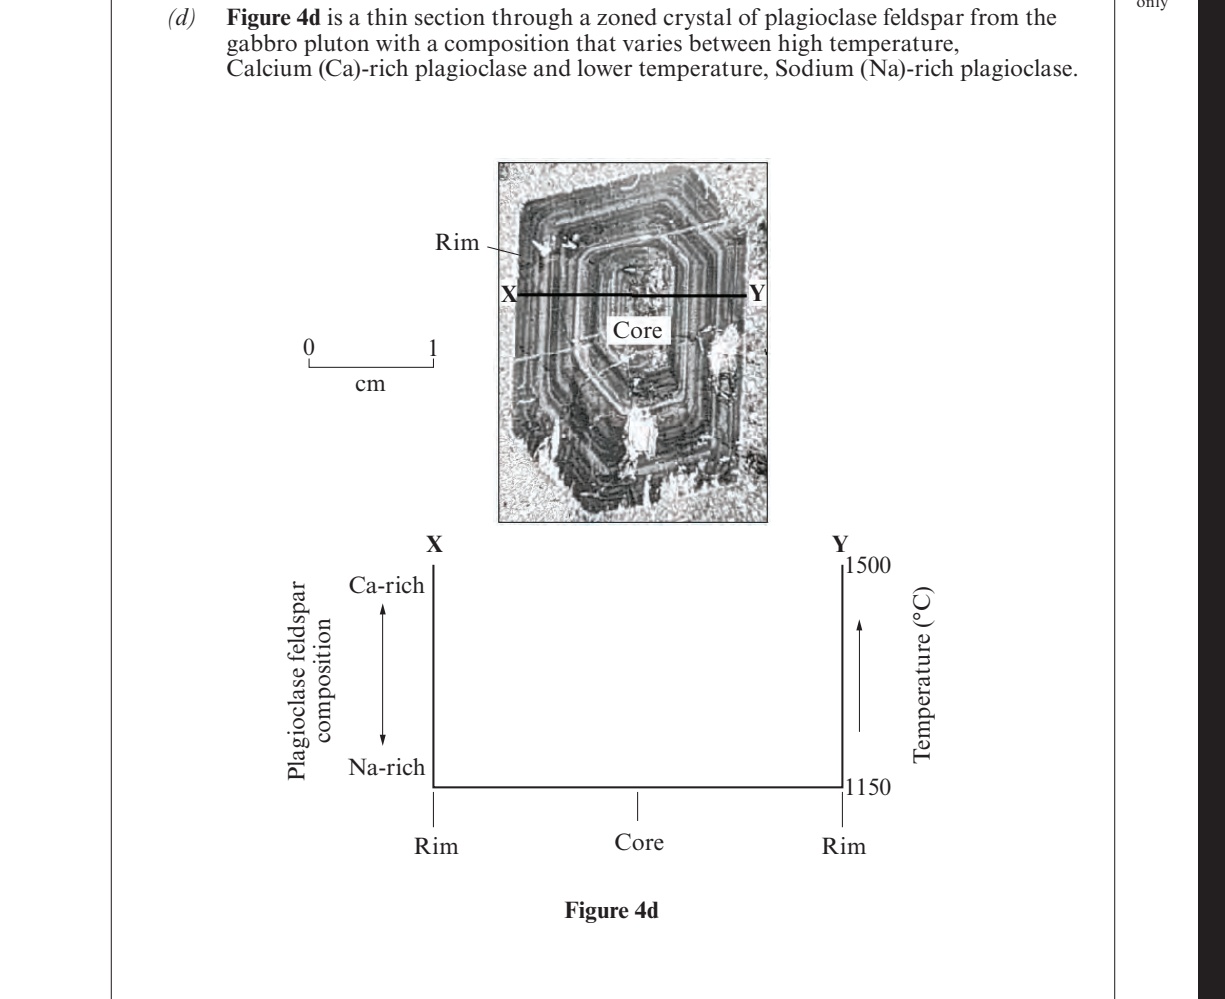 only
(d) Figure 4d is a thin section through a zoned crystal of plagioclase feldspar from the
gabbro pluton with a composition that varies between high temperature,
Calcium (Ca)-rich plagioclase and lower temperature, Sodium (Na)-rich plagioclase.
Rim
X
Y
Core
0 1
cm
X
Y
1500
Ca-rich
Plagioclase feldspar
composition
Temperature (°C)
Na-rich
1150
Rim
Core
Rim
Figure 4d